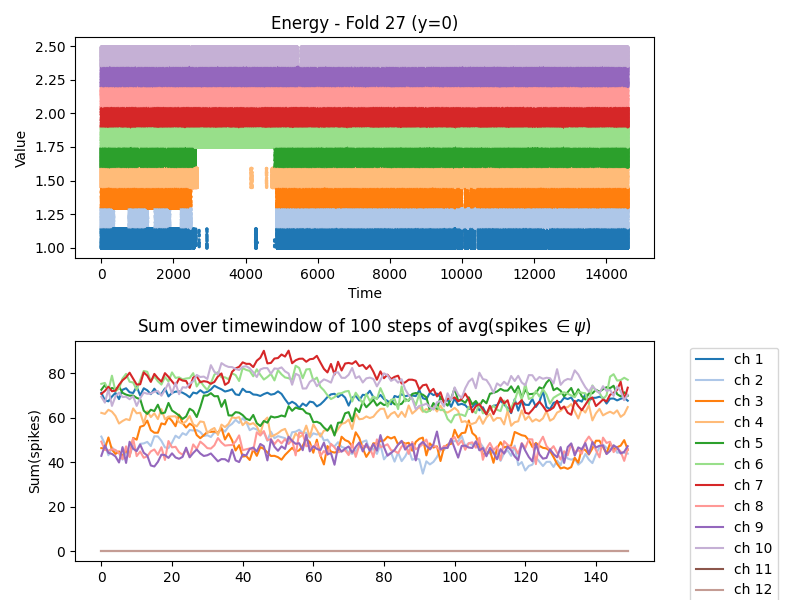 Energy - Fold 27 (y=0)
Value
2.50
2.25
2.00
1.75
1.50
1.25
1.00
0 2000 4000 6000 8000 10000 12000 14000
Time
Sum over timewindow of 100 steps of avg(spikes ∈ ψ)
Sum(spikes)
80
60
40
20
0
0 20 40 60 80 100 120 140
ch 1
ch 2
ch 3
ch 4
ch 5
ch 6
ch 7
ch 8
ch 9
ch 10
ch 11
ch 12